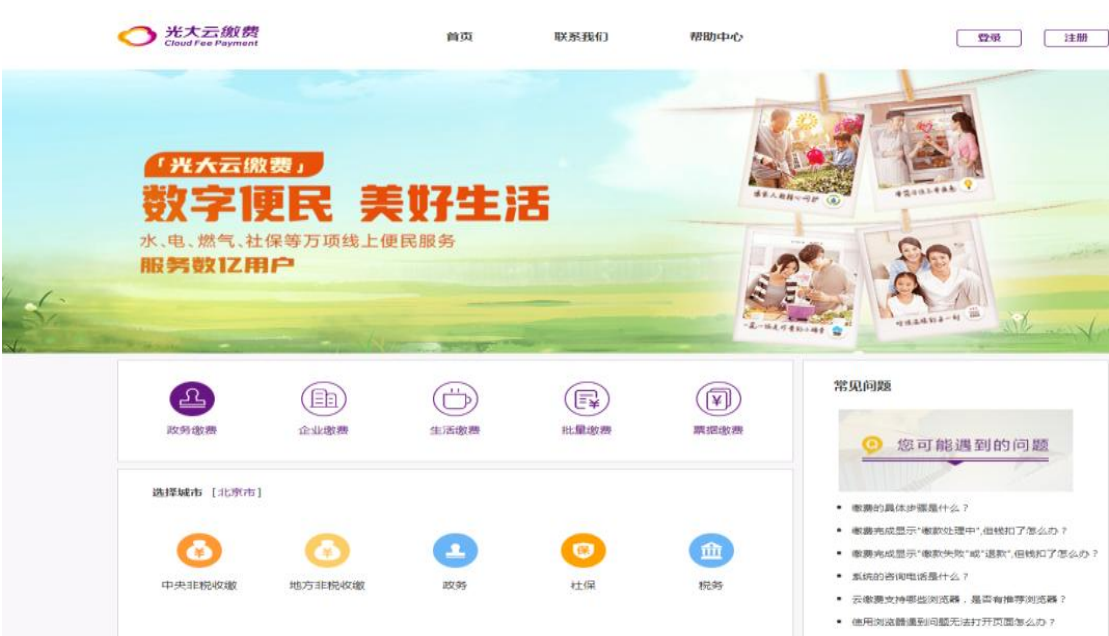 光大云缴费
Cloud Fee Payment
首页
联系我们
帮助中心
登录
注册
「光大云缴费」
数字便民 美好生活
水、电、燃气、社保等万项线上便民服务
服务数亿用户
政务缴费
企业缴费
生活缴费
批量缴费
票据缴费
选择城市 [北京市]
中央非税收缴
地方非税收缴
政务
社保
税务
常见问题
您可能遇到的问题
缴费的具体步骤是什么？
缴费完成显示“缴款处理中”,但钱扣了怎么办？
缴费完成显示“缴款失败”或“退款”,但钱扣了怎么办？
系统的咨询电话是什么？
云缴费支持哪些浏览器，是否有推荐浏览器？
使用浏览器遇到问题无法打开页面怎么办？